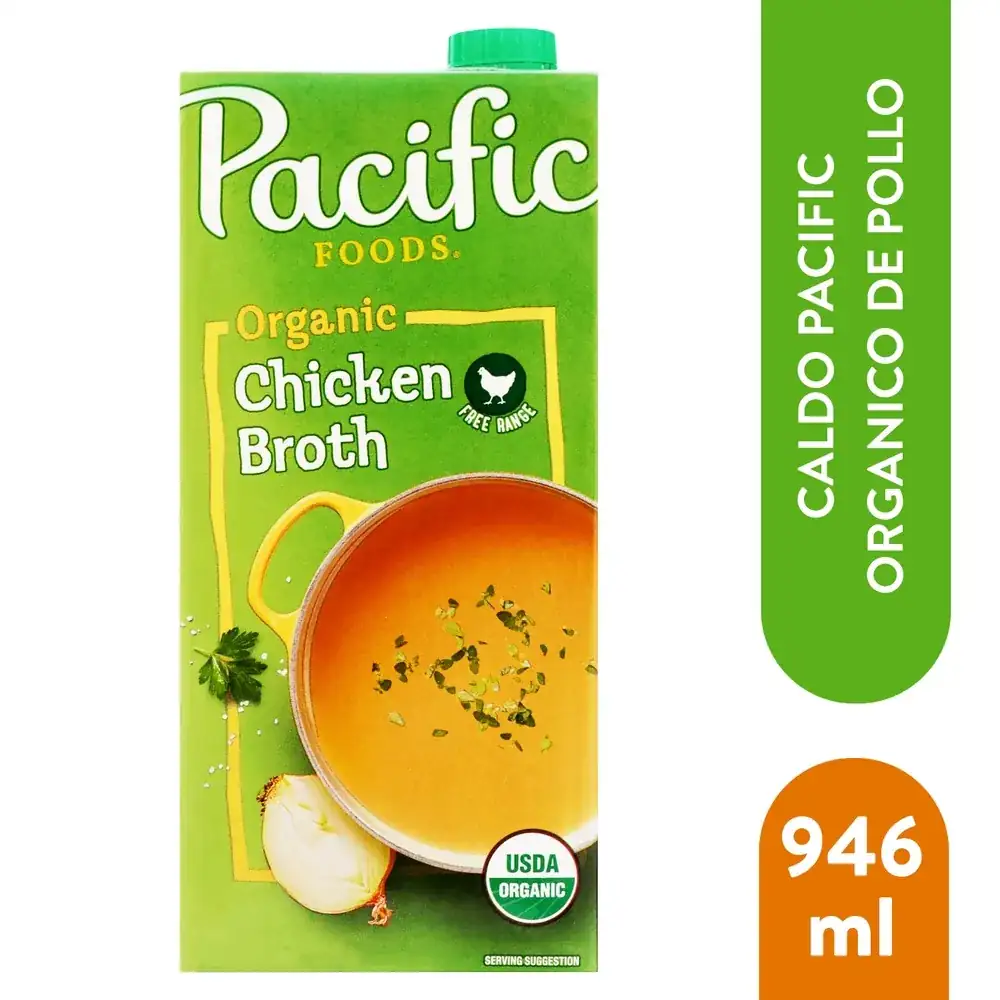 Pacific
FOODS®
Organic
Chicken
Broth
FREE RANGE
USDA
ORGANIC
SERVING SUGGESTION
CALDO PACIFIC
ORGANICO DE POLLO
946
ml